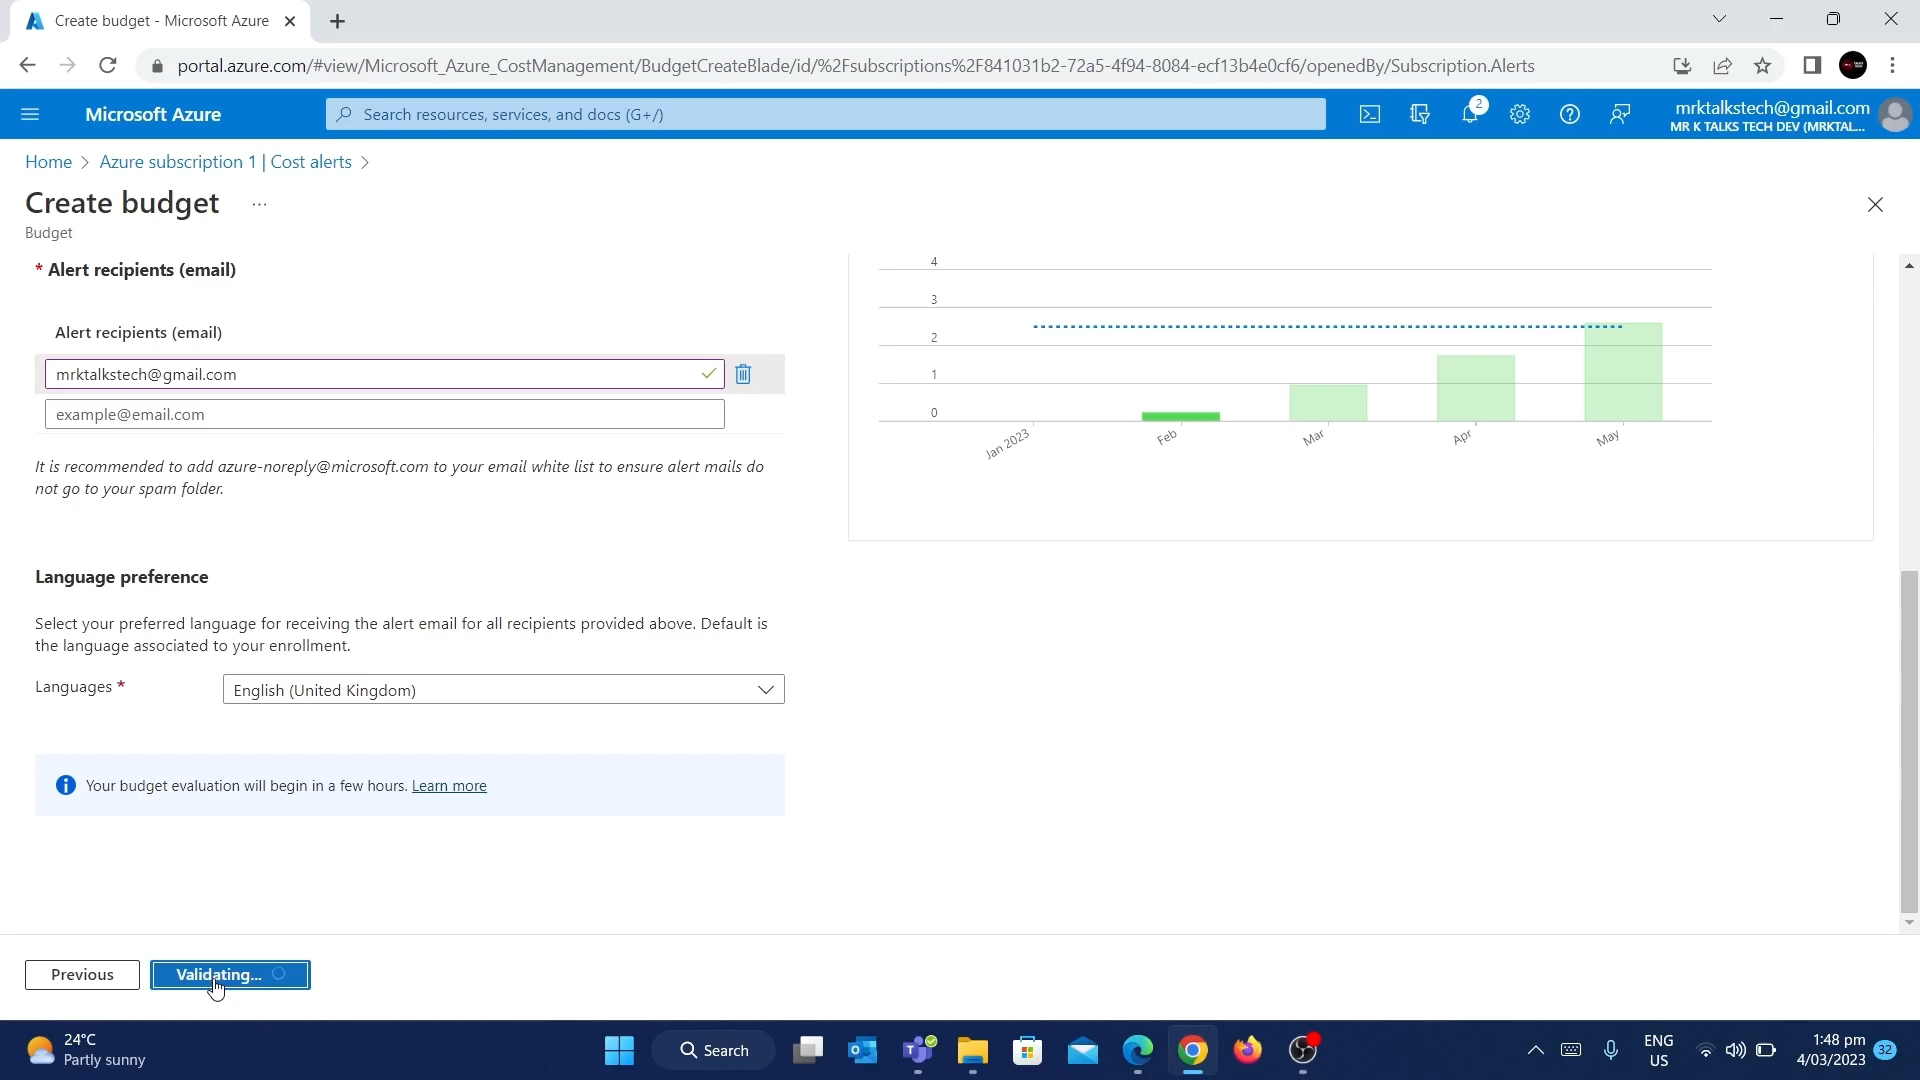 Create budget - Microsoft Azure
portal.azure.com/#view/Microsoft_Azure_CostManagement/BudgetCreateBlade/id/%2Fsubscriptions%2F841031b2-72a5-4f94-8084-ecf13b4e0cf6/openedBy/Subscription.Alerts
Microsoft Azure
Search resources, services, and docs (G+/)
2
mrktalkstech@gmail.com
MR K TALKS TECH DEV (MRKTAL...
Home > Azure subscription 1 | Cost alerts >
Create budget ...
Budget
* Alert recipients (email)
Alert recipients (email)
mrktalkstech@gmail.com
example@email.com
It is recommended to add azure-noreply@microsoft.com to your email white list to ensure alert mails do
not go to your spam folder.
Language preference
Select your preferred language for receiving the alert email for all recipients provided above. Default is
the language associated to your enrollment.
Languages *
English (United Kingdom)
Your budget evaluation will begin in a few hours. Learn more
4
3
2
1
0
Jan 2023
Feb
Mar
Apr
May
Previous
Validating...
24°C
Partly sunny
Search
ENG
US
1:48 pm
4/03/2023
32